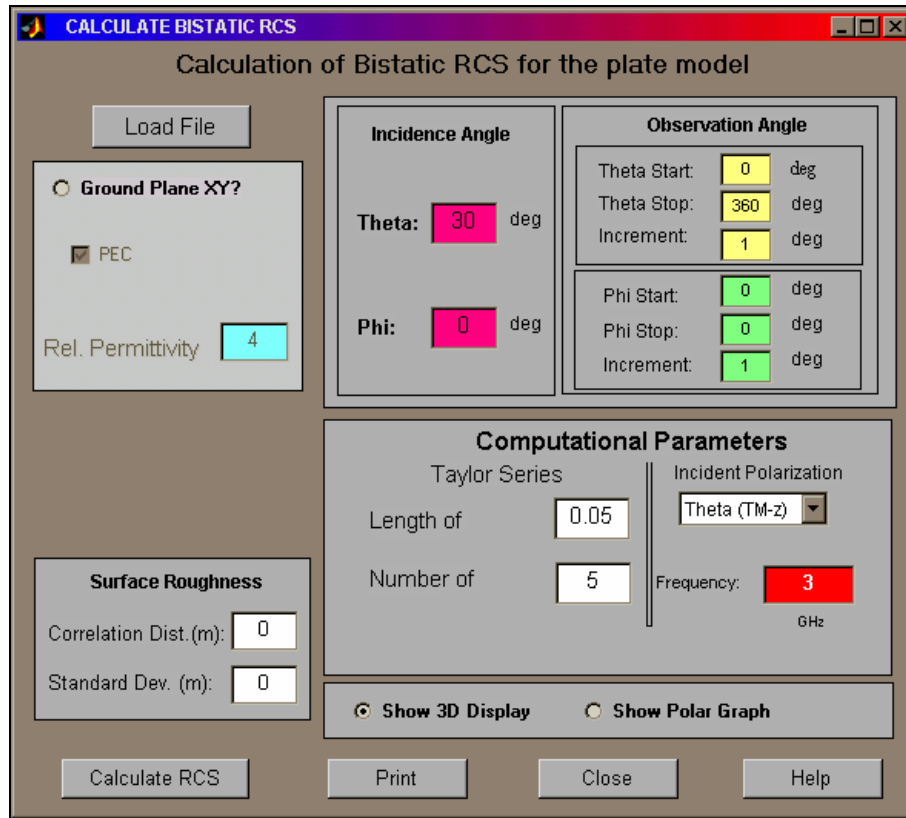 CALCULATE BISTATIC RCS
Calculation of Bistatic RCS for the plate model
Load File
Ground Plane XY?
PEC
Rel. Permittivity 4
Incidence Angle
Theta: 30 deg
Phi: 0 deg
Observation Angle
Theta Start: 0 deg
Theta Stop: 360 deg
Increment: 1 deg
Phi Start: 0 deg
Phi Stop: 0 deg
Increment: 1 deg
Computational Parameters
Taylor Series
Length of 0.05
Number of 5
Incident Polarization
Theta (TM-z)
Frequency: 3
GHz
Surface Roughness
Correlation Dist.(m): 0
Standard Dev. (m): 0
Show 3D Display Show Polar Graph
Calculate RCS Print Close Help